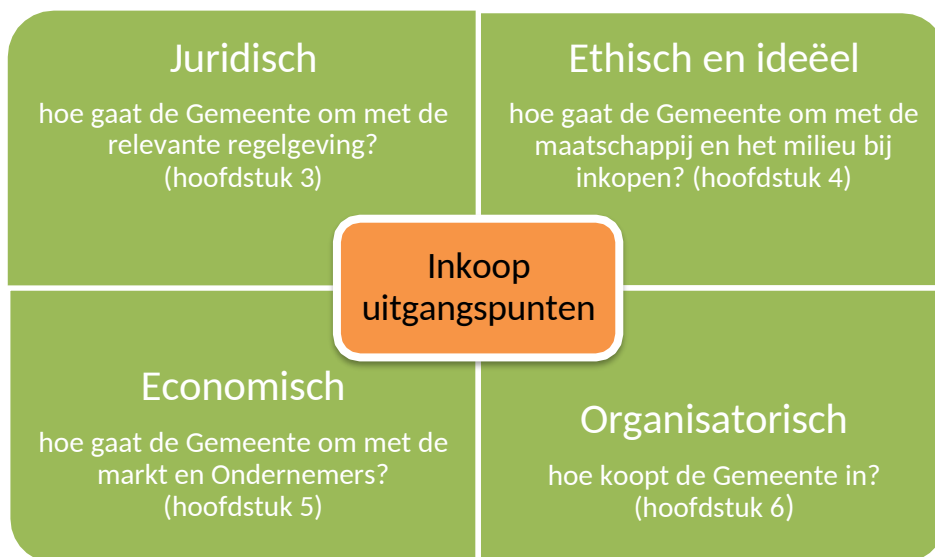 Juridisch
hoe gaat de Gemeente om met de
relevante regelgeving?
(hoofdstuk 3)
Ethisch en ideëel
hoe gaat de Gemeente om met de
maatschappij en het milieu bij
inkopen? (hoofdstuk 4)
Inkoop
uitgangspunten
Economisch
hoe gaat de Gemeente om met de
markt en Ondernemers?
(hoofdstuk 5)
Organisatorisch
hoe koopt de Gemeente in?
(hoofdstuk 6)